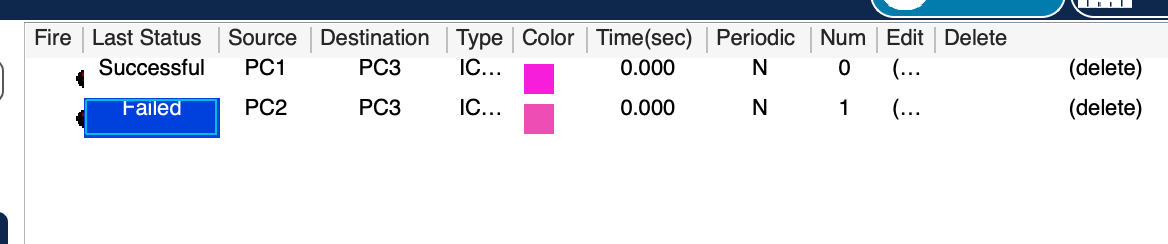 Fire Last Status Source Destination Type Color Time(sec) Periodic Num Edit Delete
Successful PC1 PC3 IC... 0.000 N 0 (... (delete)
Failed PC2 PC3 IC... 0.000 N 1 (... (delete)